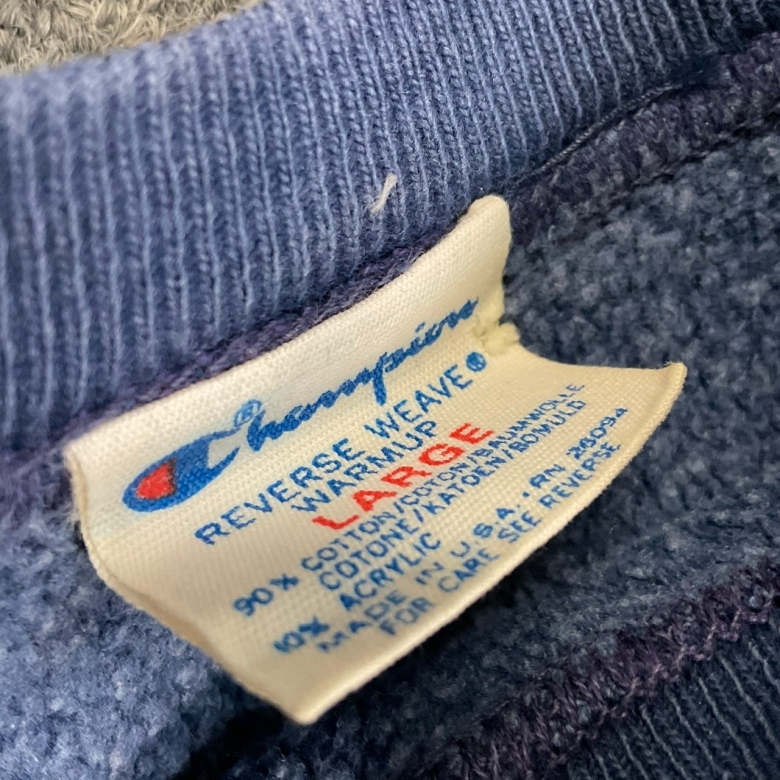 Champion®
REVERSE WEAVE®
WARMUP
LARGE
90% COTTON/COTON/BAUMWOLLE
COTONE/KATOEN/BOMULD
10% ACRYLIC
MADE IN U.S.A. RN 26094
FOR CARE SEE REVERSE